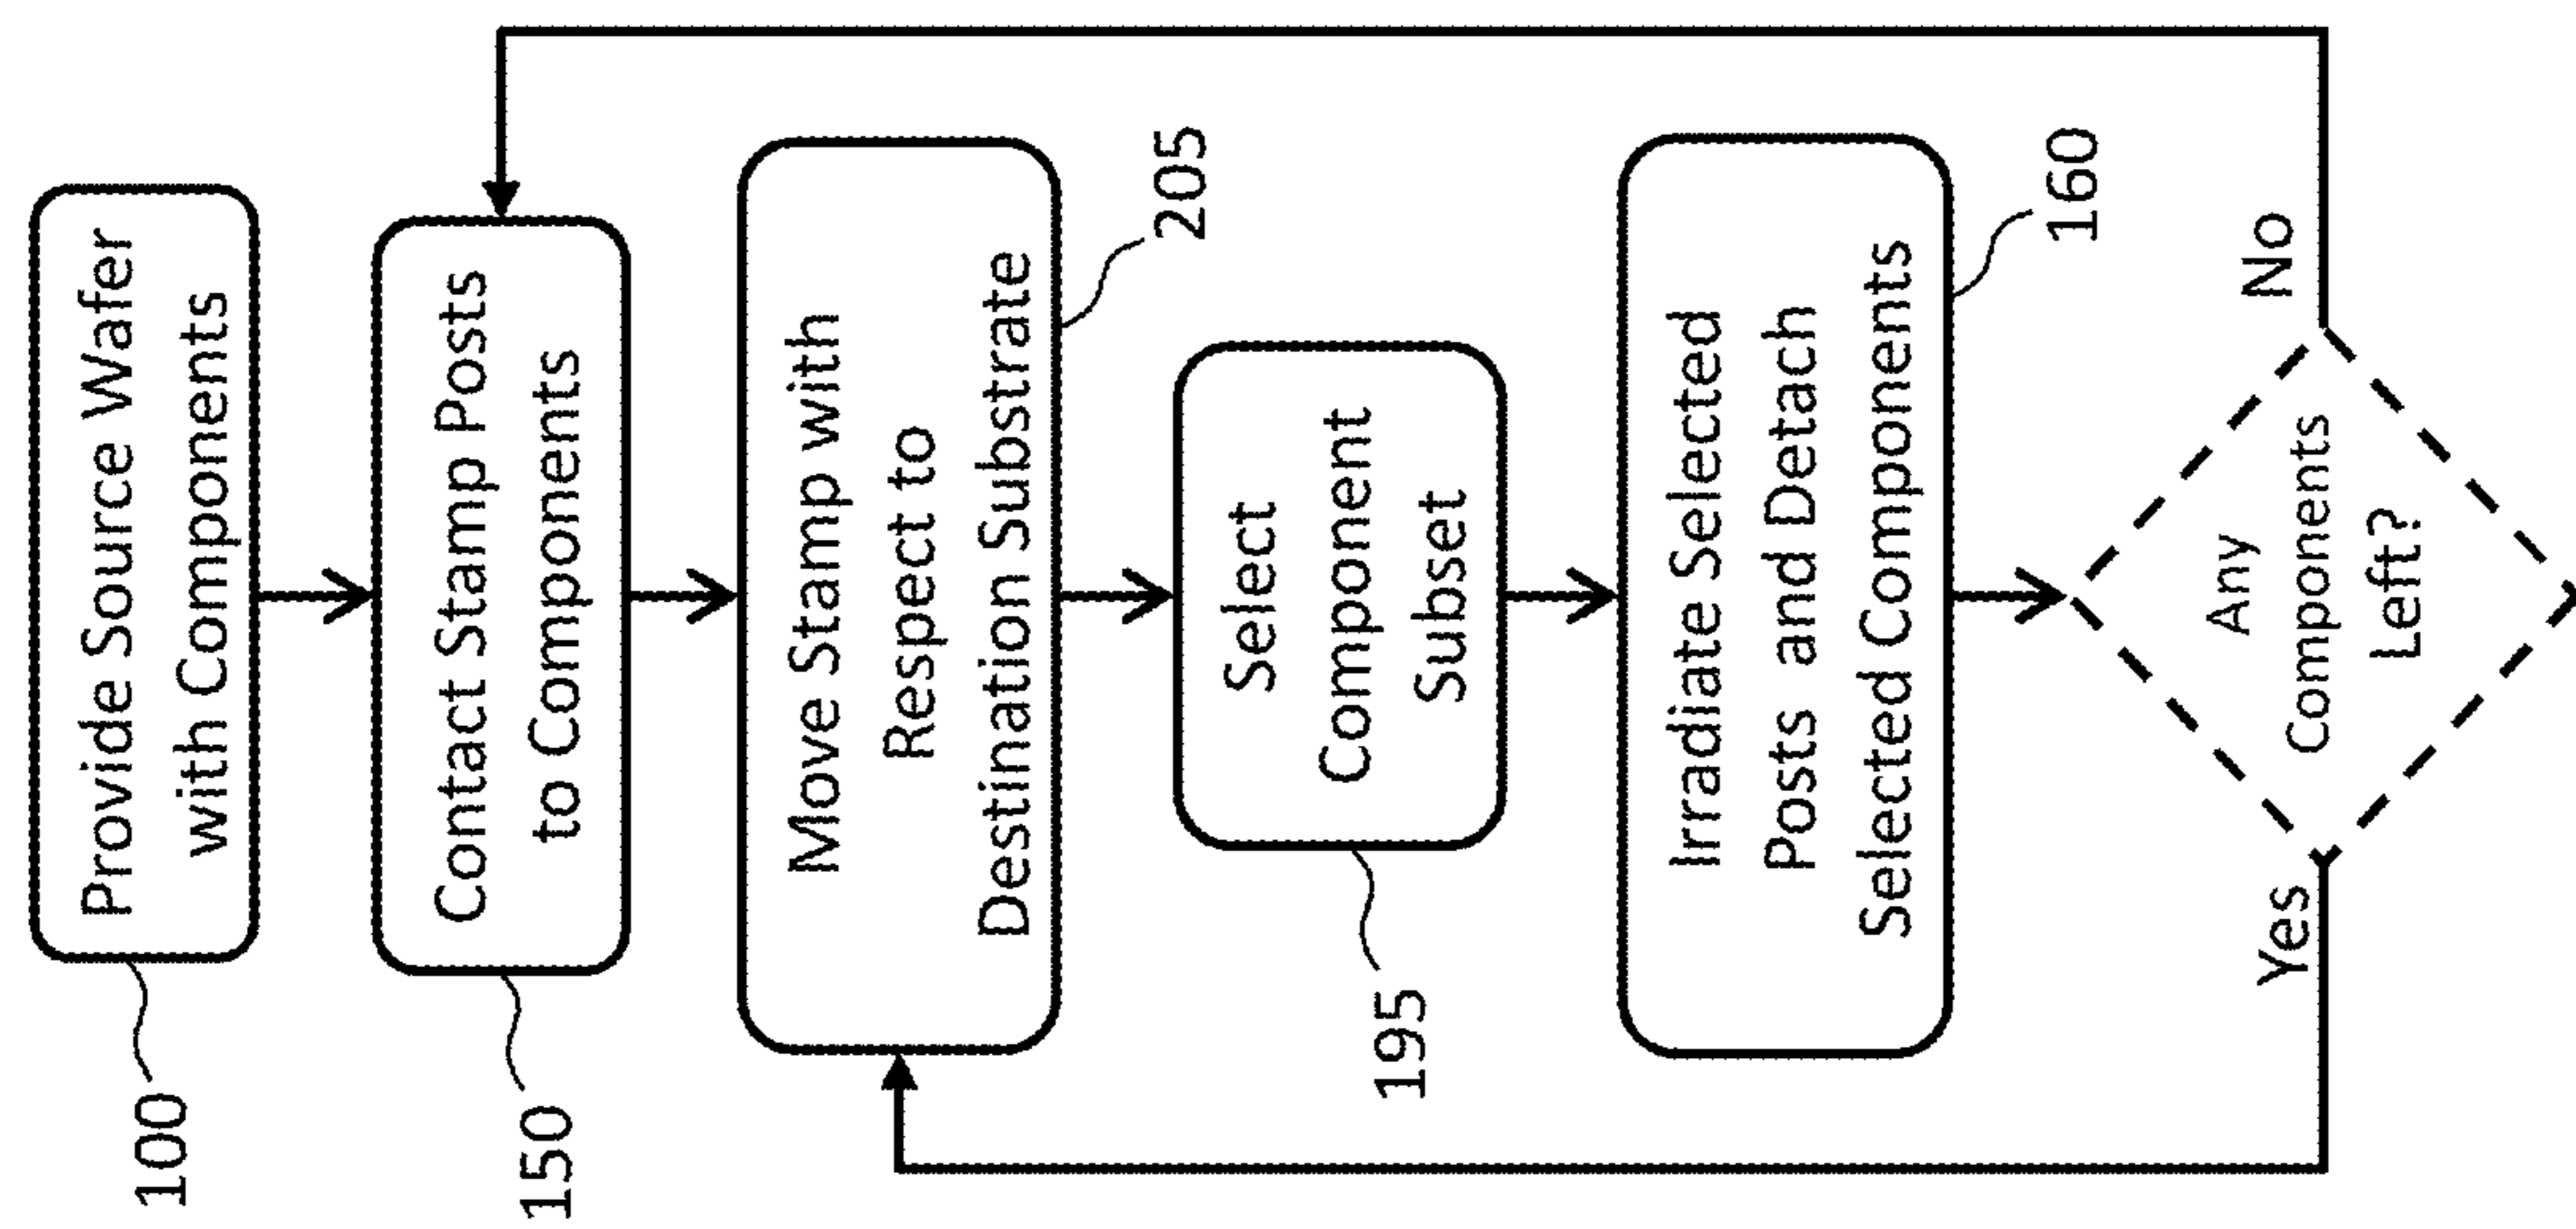 100
Provide Source Wafer
with Components
150
Contact Stamp Posts
to Components
Move Stamp with
Respect to
Destination Substrate
205
195
Select
Component
Subset
Irradiate Selected
Posts and Detach
Selected Components
160
Yes
Any
Components
Left?
No